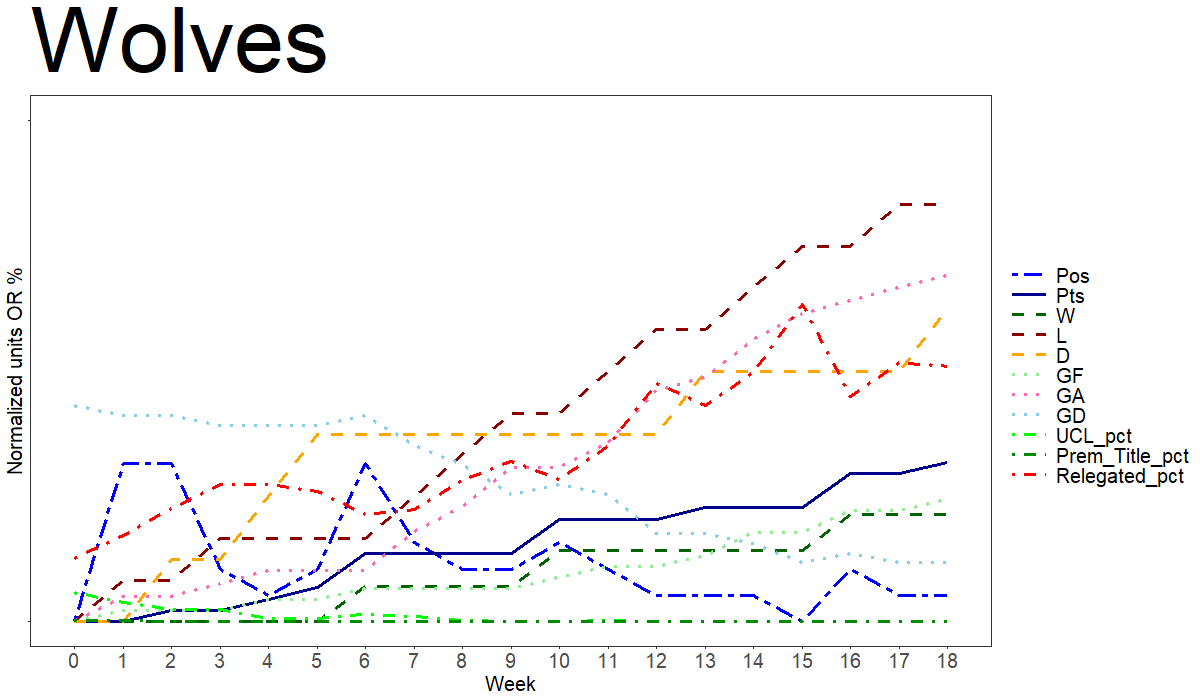 Wolves
Normalized units OR %
Pos
Pts
W
L
D
GF
GA
GD
UCL_pct
Prem_Title_pct
Relegated_pct
0 1 2 3 4 5 6 7 8 9 10 11 12 13 14 15 16 17 18
Week